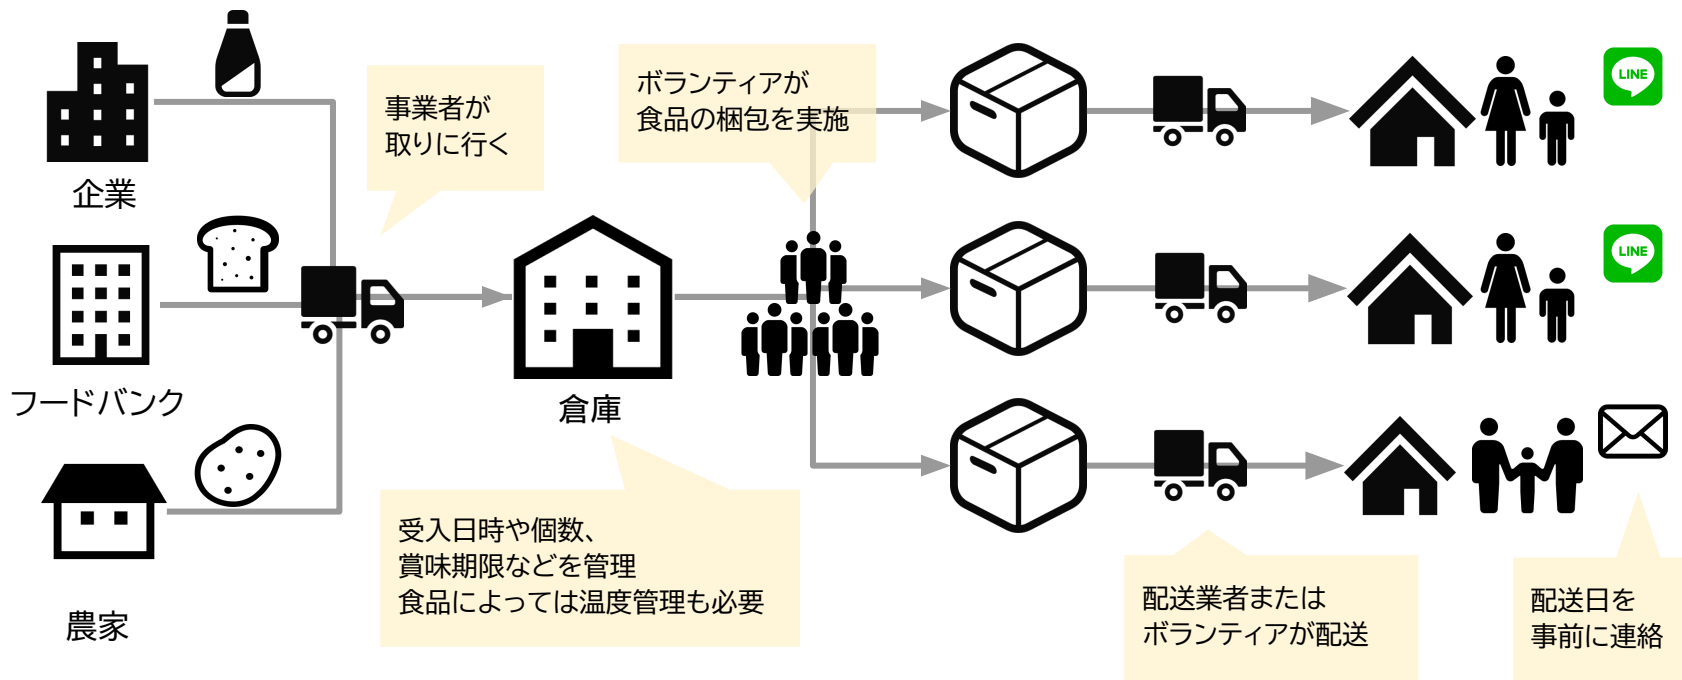 企業
フードバンク
農家
事業者が
取りに行く
倉庫
受入日時や個数、
賞味期限などを管理
食品によっては温度管理も必要
ボランティアが
食品の梱包を実施
配送業者または
ボランティアが配送
LINE
LINE
配送日を
事前に連絡